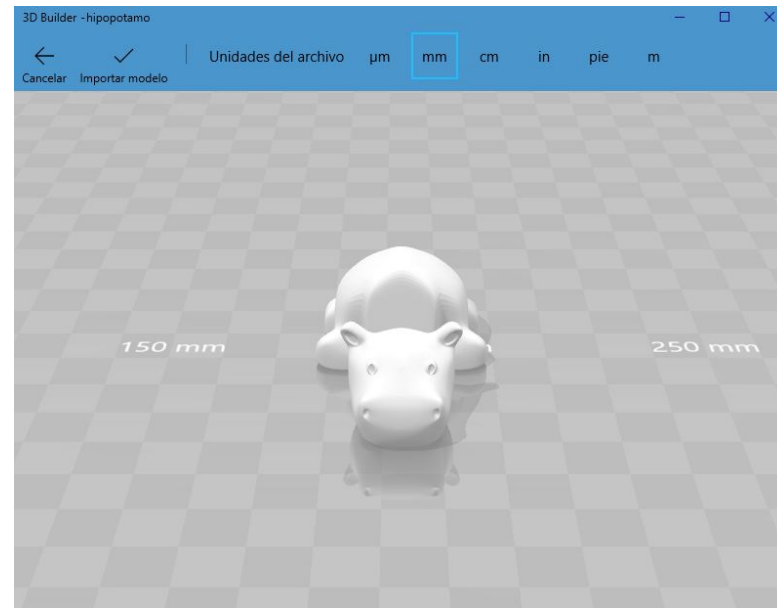 3D Builder - hipopotamo
Cancelar
Importar modelo
Unidades del archivo
µm
mm
cm
in
pie
m
150 mm
250 mm